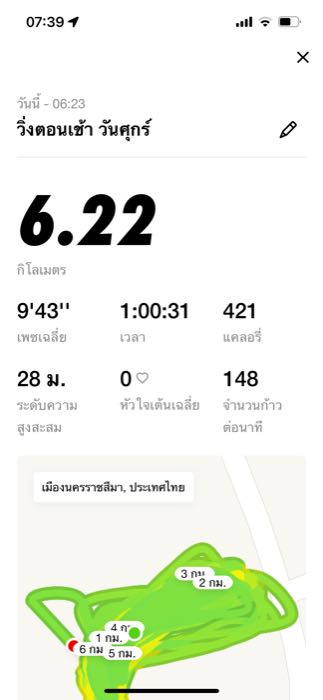 07:39
วันนี้ - 06:23
วิ่งตอนเช้า วันศุกร์
6.22
กิโลเมตร
9'43'' 1:00:31 421
เพซเฉลี่ย เวลา แคลอรี่
28 ม. 0 148
ระดับความ หัวใจเต้นเฉลี่ย จำนวนก้าว
สูงสะสม ต่อนาที
เมืองนครราชสีมา, ประเทศไทย
3 กม.
2 กม.
4 กม.
1 กม.
6 กม.
5 กม.